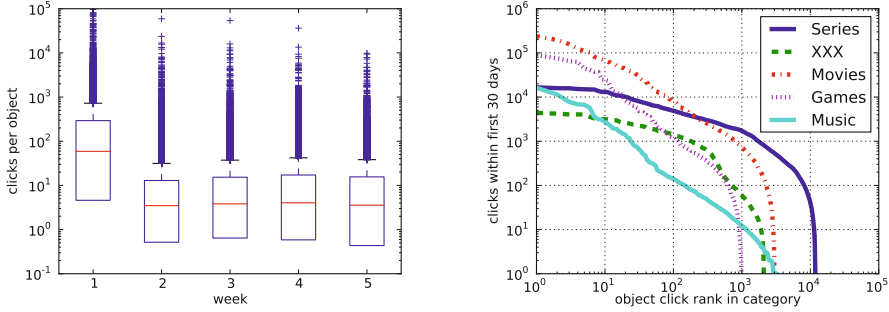 10^5
10^4
10^3
10^2
10^1
10^0
10^-1
clicks per object
1 2 3 4 5
week
10^6
10^5
10^4
10^3
10^2
10^1
10^0
clicks within first 30 days
Series
XXX
Movies
Games
Music
10^0 10^1 10^2 10^3 10^4 10^5
object click rank in category